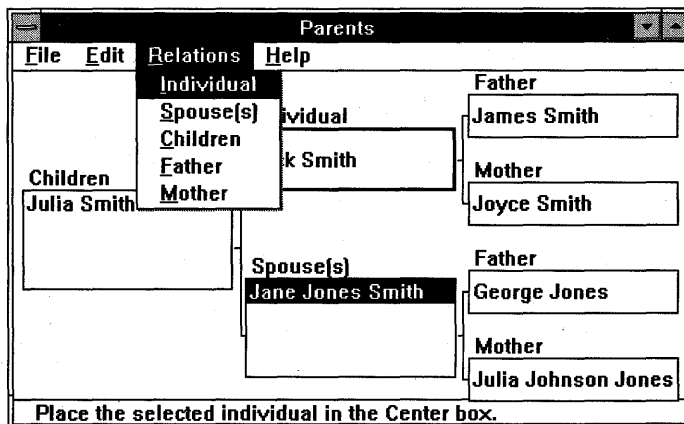 Parents
File Edit Relations Help
Individual
Spouse(s)
Children
Father
Mother
ividual
k Smith
Father
James Smith
Mother
Joyce Smith
Children
Julia Smith
Spouse(s)
Jane Jones Smith
Father
George Jones
Mother
Julia Johnson Jones
Place the selected individual in the Center box.